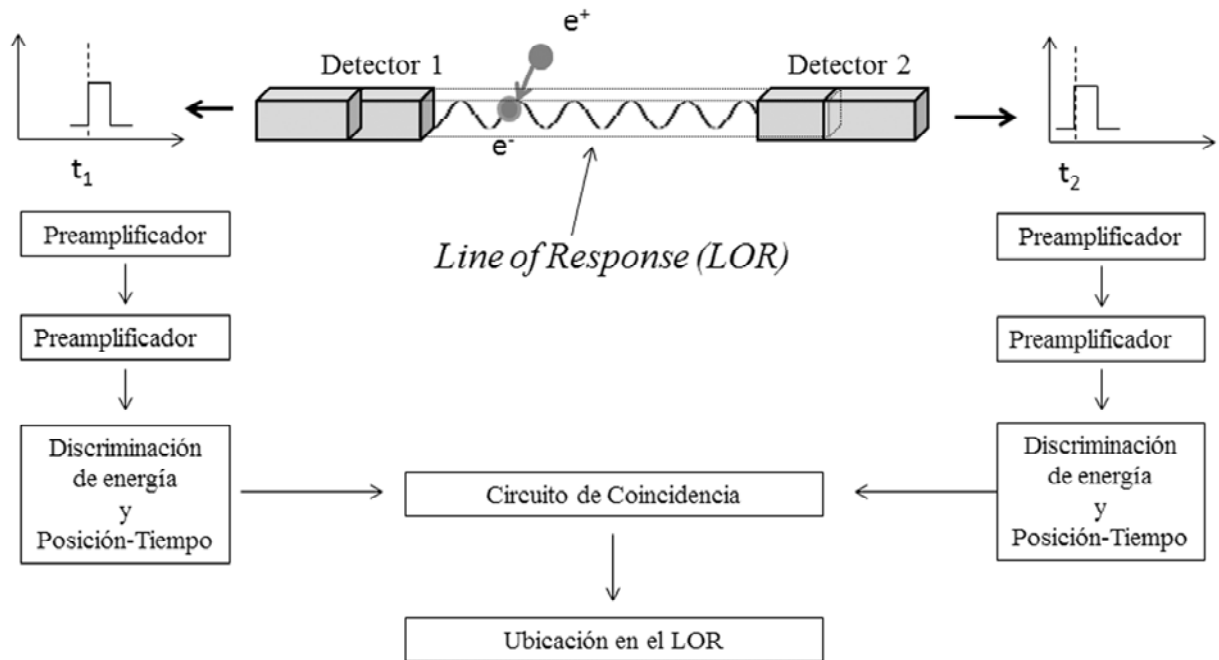 e+
Detector 1
Detector 2
e-
t1
t2
Line of Response (LOR)
Preamplificador
Preamplificador
Preamplificador
Preamplificador
Discriminación
de energía
y
Posición-Tiempo
Discriminación
de energía
y
Posición-Tiempo
Circuito de Coincidencia
Ubicación en el LOR